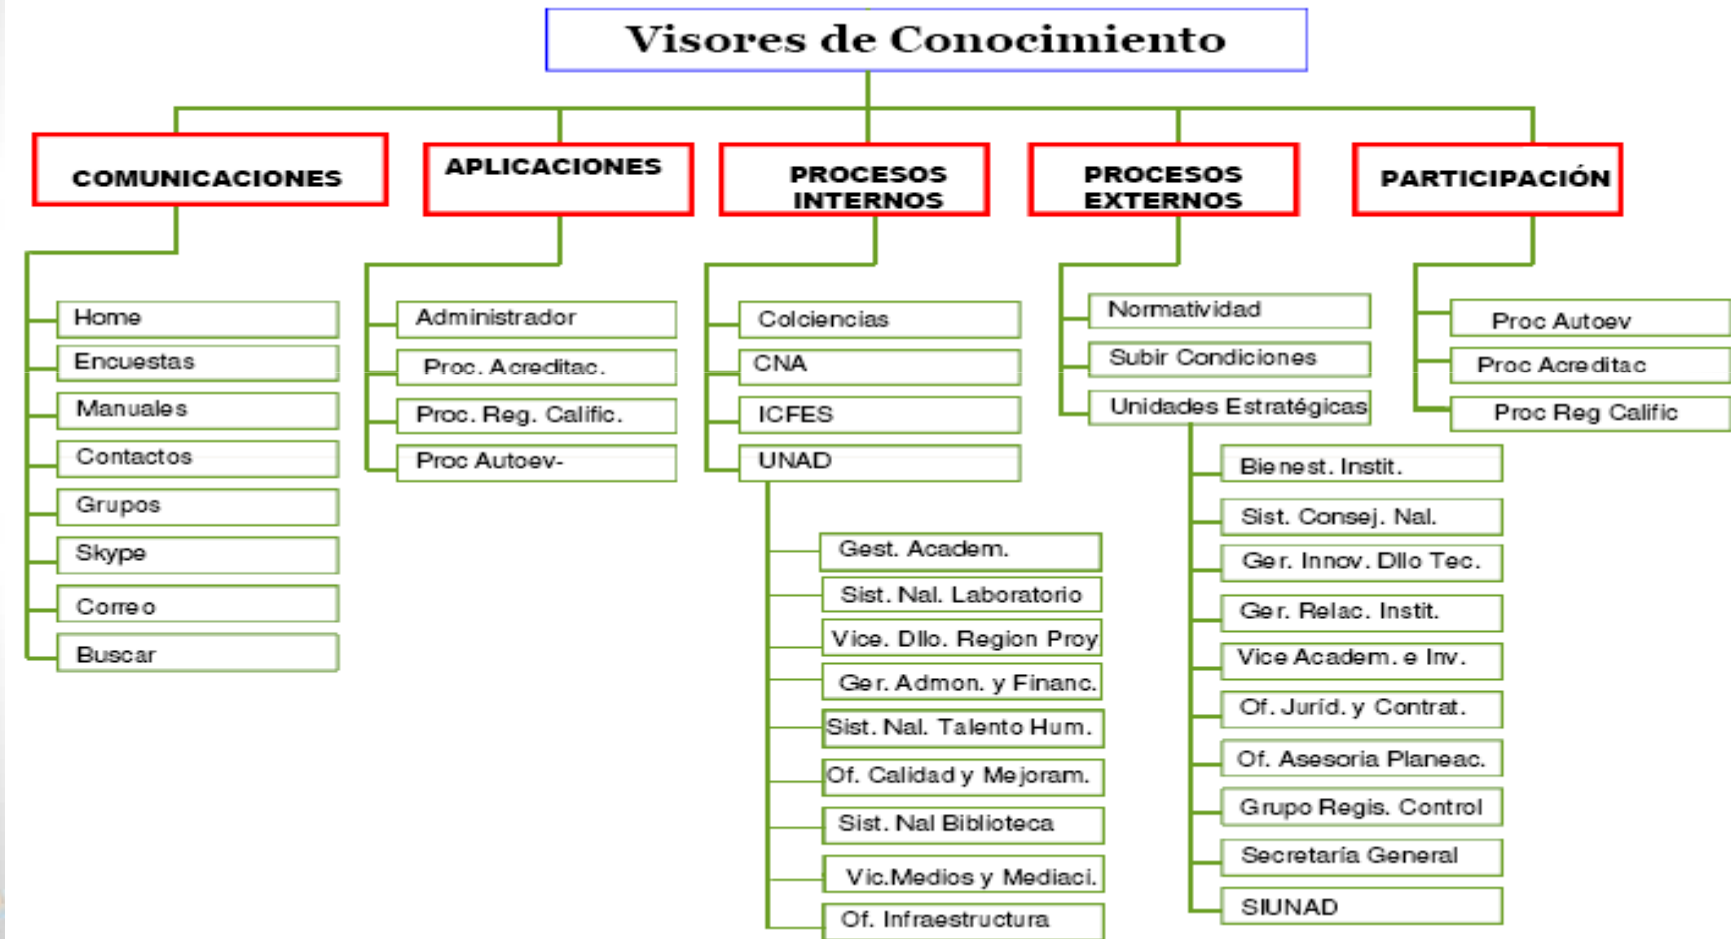 Visores de Conocimiento
COMUNICACIONES
Home
Encuestas
Manuales
Contactos
Grupos
Skype
Correo
Buscar
APLICACIONES
Administrador
Proc. Acreditac.
Proc. Reg. Calific.
Proc Autoev-
PROCESOS
INTERNOS
Colciencias
CNA
ICFES
UNAD
Gest. Academ.
Sist. Nal. Laboratorio
Vice. Dllo. Region Proy
Ger. Admon. y Financ.
Sist. Nal. Talento Hum.
Of. Calidad y Mejoram.
Sist. Nal Biblioteca
Vic.Medios y Mediaci.
Of. Infraestructura
PROCESOS
EXTERNOS
Normatividad
Subir Condiciones
Unidades Estratégicas
Bienest. Instit.
Sist. Consej. Nal.
Ger. Innov. Dllo Tec.
Ger. Relac. Instit.
Vice Academ. e Inv.
Of. Juríd. y Contrat.
Of. Asesoria Planeac.
Grupo Regis. Control
Secretaría General
SIUNAD
PARTICIPACIÓN
Proc Autoev
Proc Acreditac
Proc Reg Calific